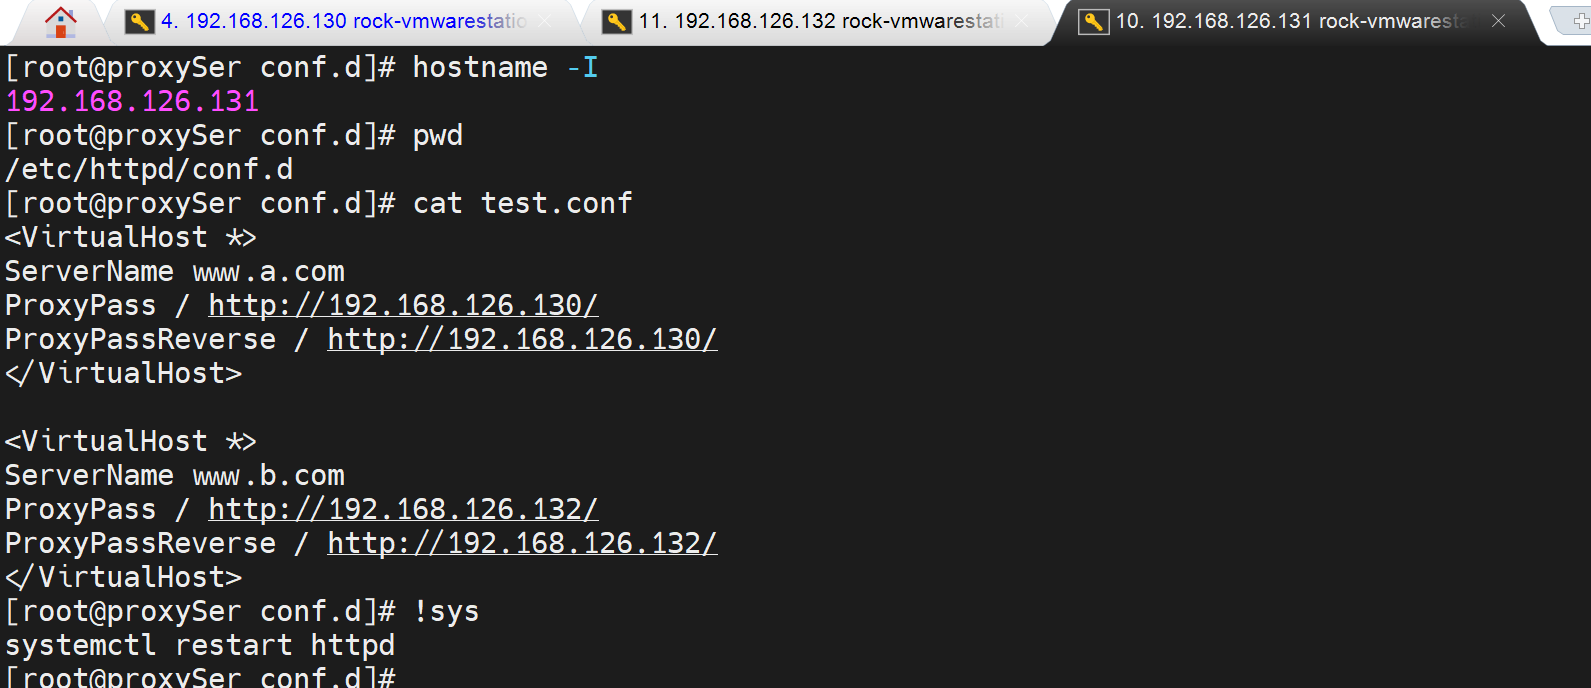 4. 192.168.126.130 rock-vmwarestatio
11. 192.168.126.132 rock-vmwarestati
10. 192.168.126.131 rock-vmwaresta
[root@proxySer conf.d]# hostname -I
192.168.126.131
[root@proxySer conf.d]# pwd
/etc/httpd/conf.d
[root@proxySer conf.d]# cat test.conf
<VirtualHost *>
ServerName www.a.com
ProxyPass / http://192.168.126.130/
ProxyPassReverse / http://192.168.126.130/
</VirtualHost>

<VirtualHost *>
ServerName www.b.com
ProxyPass / http://192.168.126.132/
ProxyPassReverse / http://192.168.126.132/
</VirtualHost>
[root@proxySer conf.d]# !sys
systemctl restart httpd
[root@proxySer conf.d]#